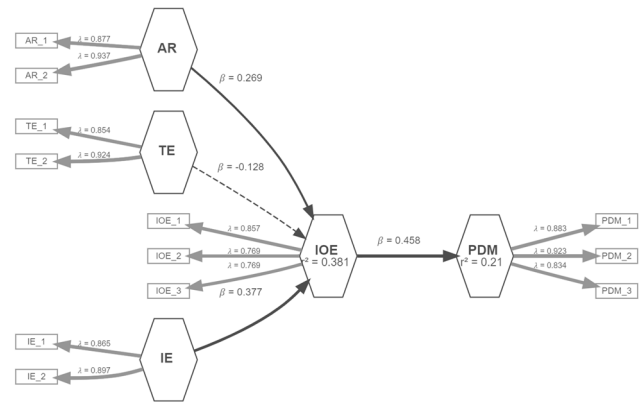 AR_1
λ = 0.877
AR
AR_2
λ = 0.937
β = 0.269
TE_1
λ = 0.854
TE
TE_2
λ = 0.924
β = -0.128
IOE_1
λ = 0.857
IOE_2
λ = 0.769
IOE_3
λ = 0.769
IOE
r² = 0.381
β = 0.458
PDM
r² = 0.21
λ = 0.883
PDM_1
λ = 0.923
PDM_2
λ = 0.834
PDM_3
β = 0.377
IE_1
λ = 0.865
IE
IE_2
λ = 0.897